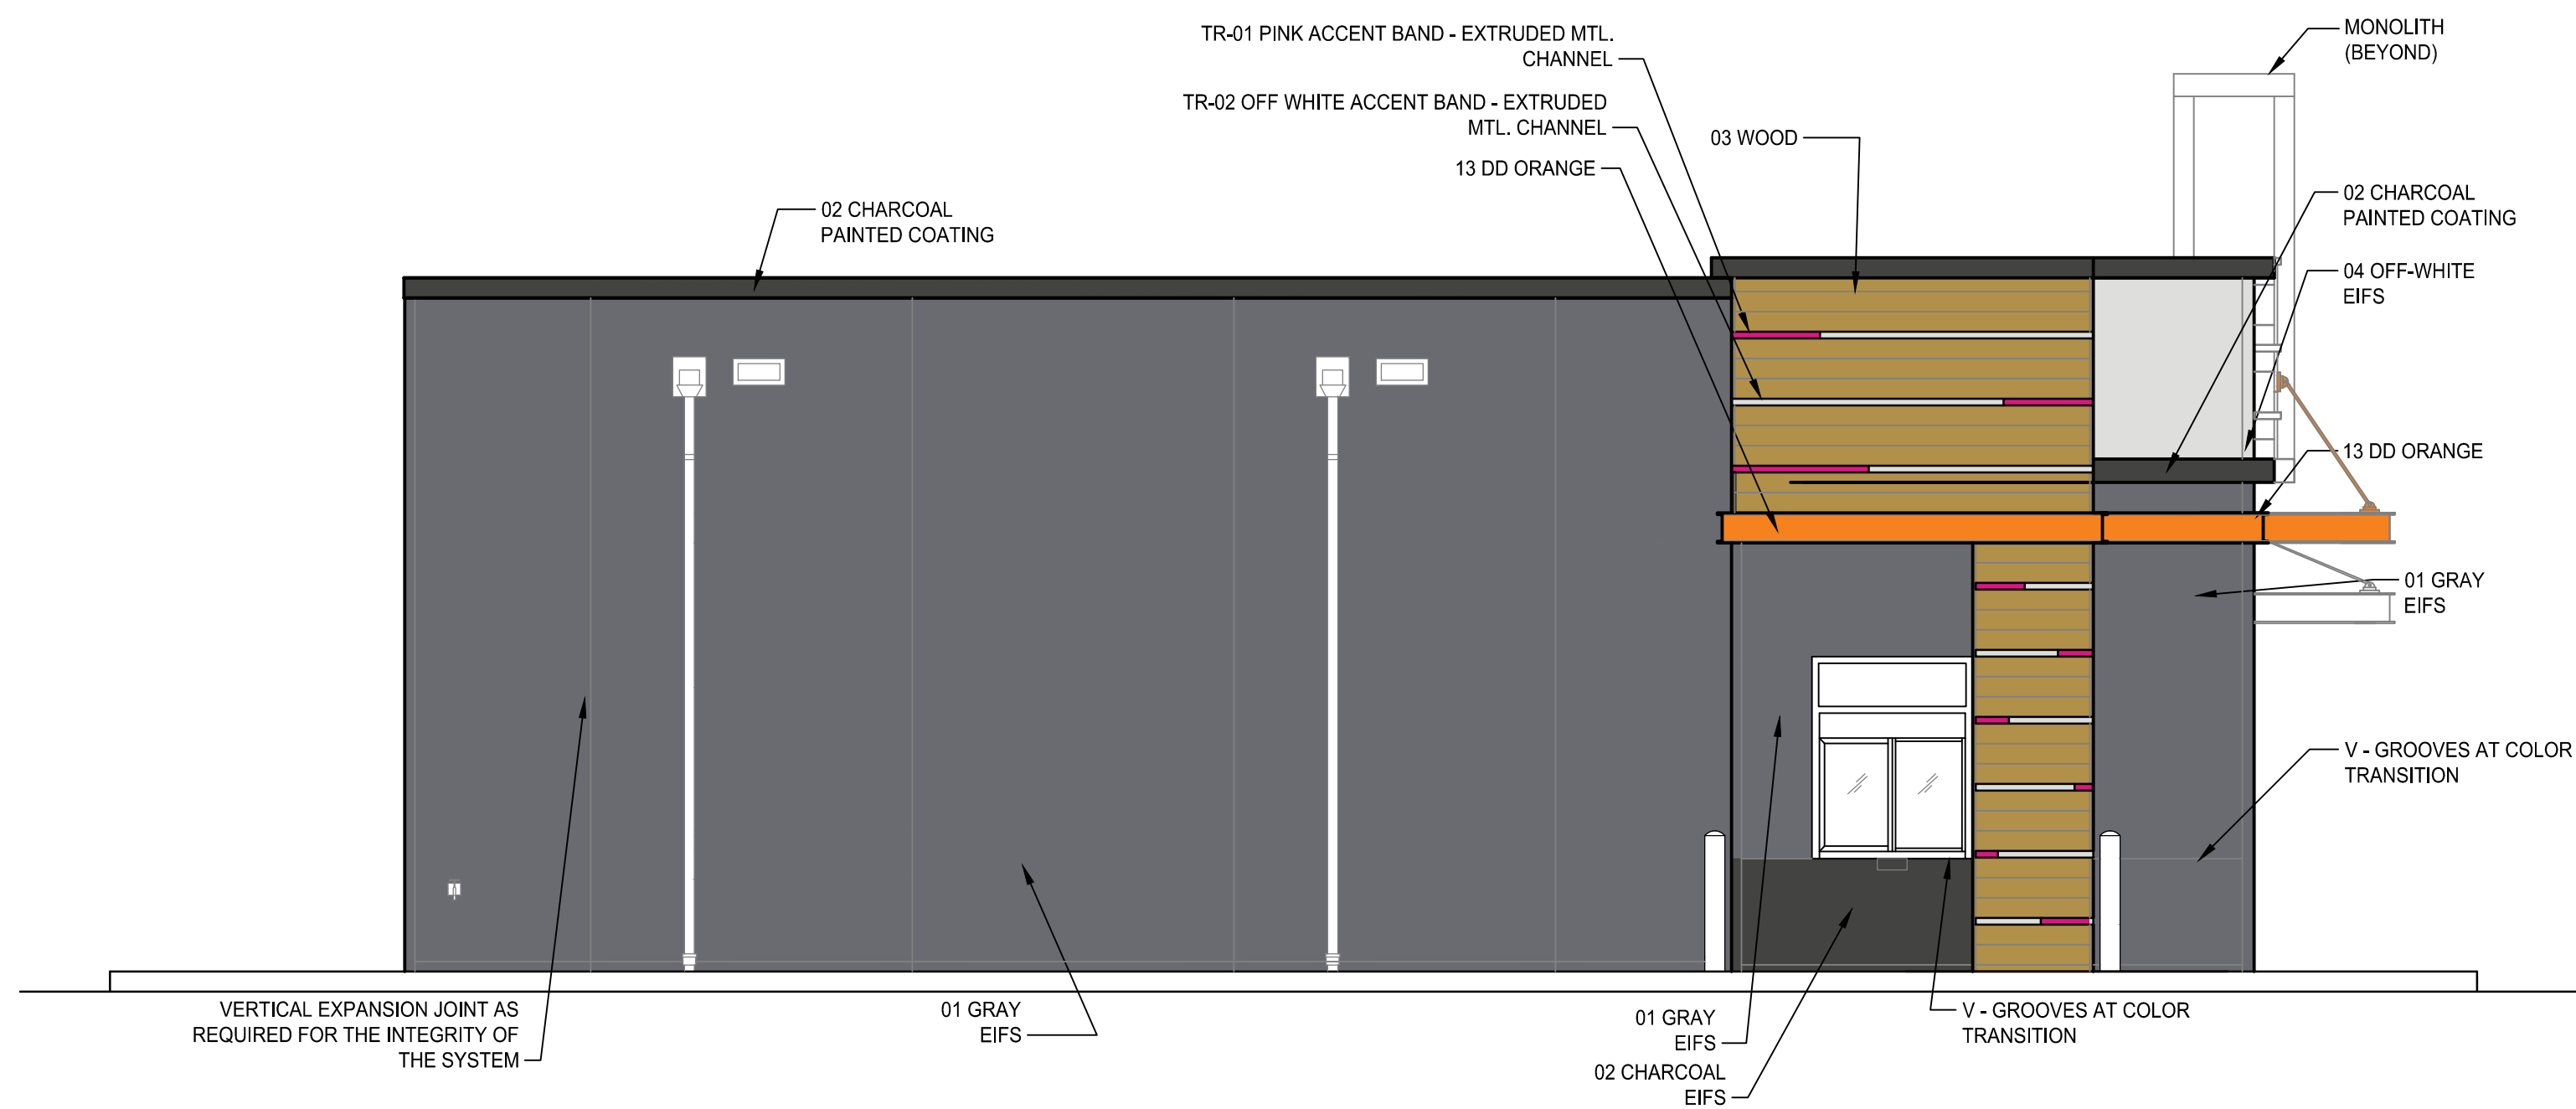 TR-01 PINK ACCENT BAND - EXTRUDED MTL.
CHANNEL
TR-02 OFF WHITE ACCENT BAND - EXTRUDED
MTL. CHANNEL
13 DD ORANGE
03 WOOD
MONOLITH
(BEYOND)
02 CHARCOAL
PAINTED COATING
02 CHARCOAL
PAINTED COATING
04 OFF-WHITE
EIFS
13 DD ORANGE
01 GRAY
EIFS
V - GROOVES AT COLOR
TRANSITION
VERTICAL EXPANSION JOINT AS
REQUIRED FOR THE INTEGRITY OF
THE SYSTEM
01 GRAY
EIFS
01 GRAY
EIFS
02 CHARCOAL
EIFS
V - GROOVES AT COLOR
TRANSITION